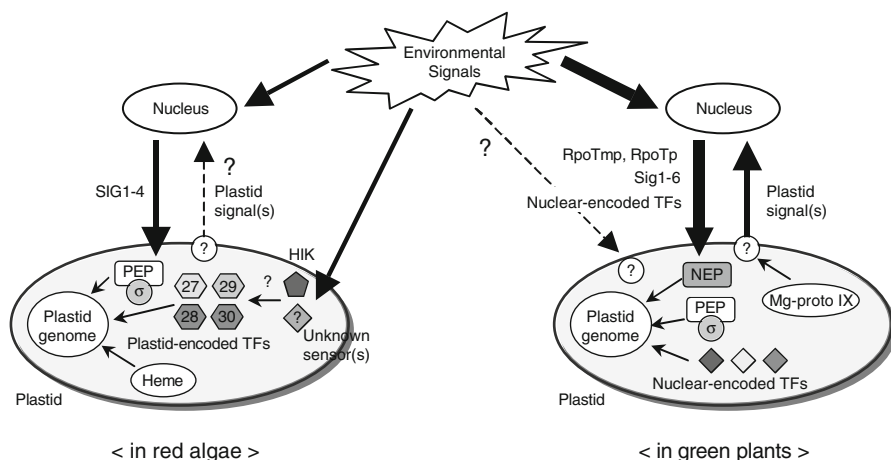 Environmental
Signals
Nucleus
?
SIG1-4
Plastid
signal(s)
?
HIK
PEP
σ
27
29
28
30
?
?
Plastid
genome
Plastid-encoded TFs
Unknown
sensor(s)
Heme
Plastid
< in red algae >
Nucleus
?
RpoTmp, RpoTp
Sig1-6
Nuclear-encoded TFs
Plastid
signal(s)
?
?
NEP
Mg-proto IX
Plastid
genome
PEP
σ
Nuclear-encoded TFs
Plastid
< in green plants >